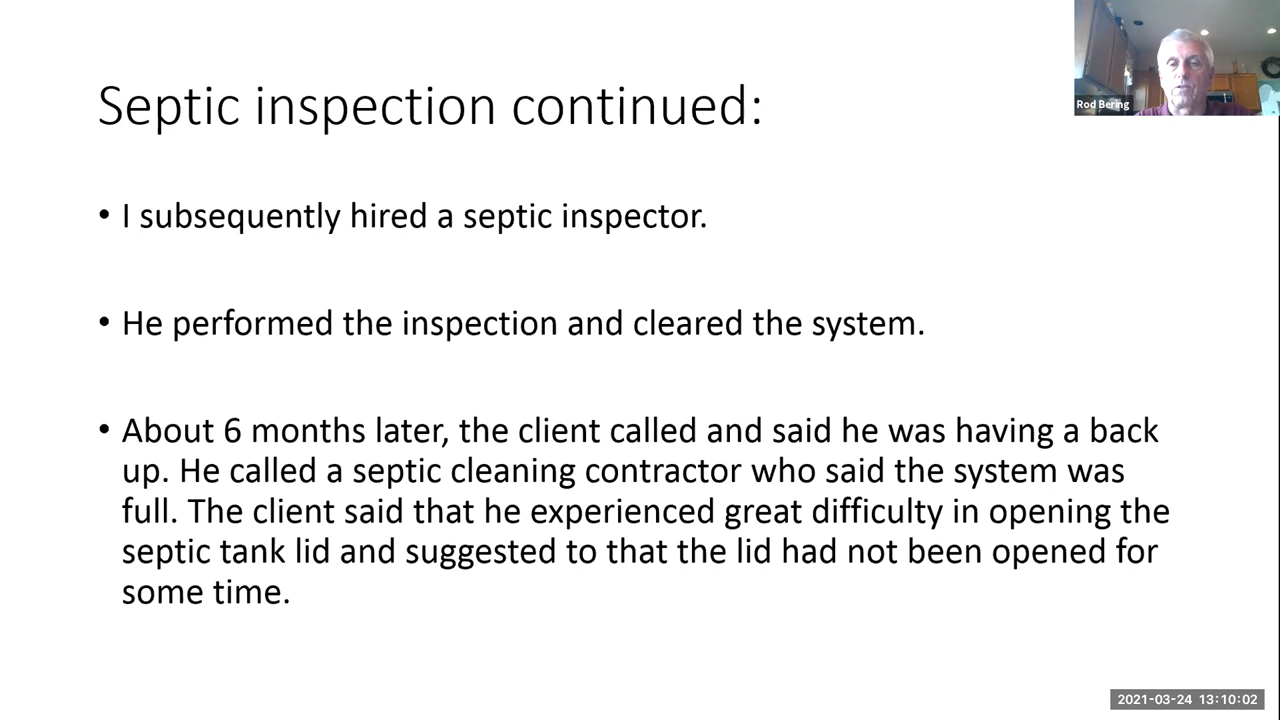 Septic inspection continued:
Rod Bering
• I subsequently hired a septic inspector.
• He performed the inspection and cleared the system.
• About 6 months later, the client called and said he was having a back
up. He called a septic cleaning contractor who said the system was
full. The client said that he experienced great difficulty in opening the
septic tank lid and suggested to that the lid had not been opened for
some time.
2021-03-24 13:10:02